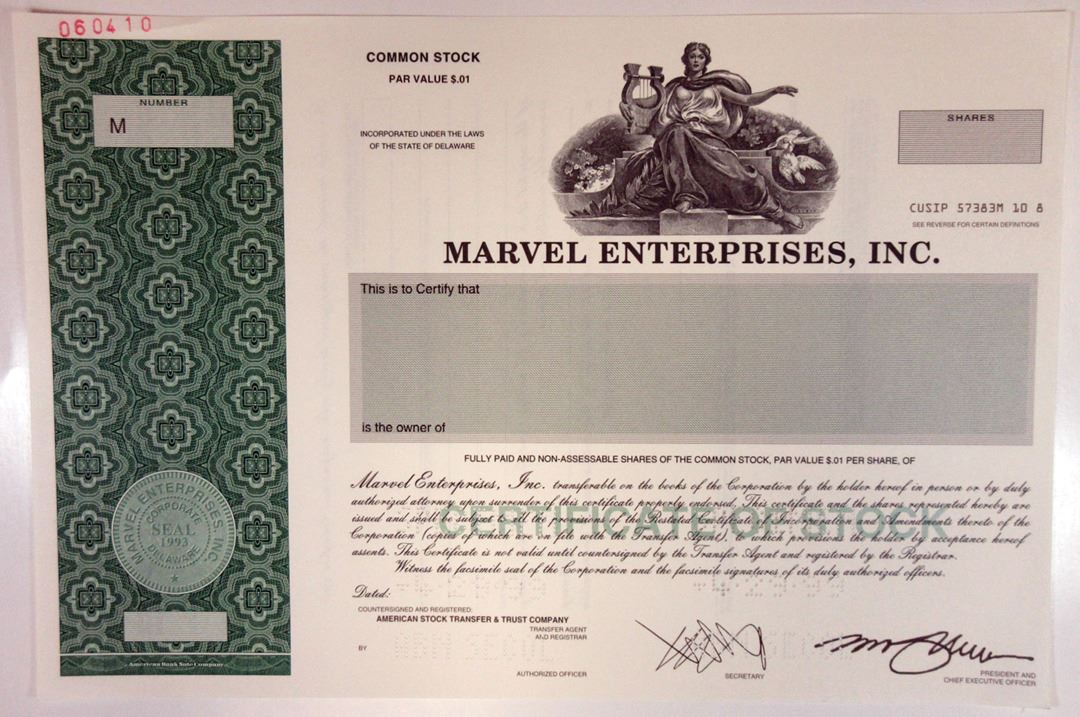 060410
COMMON STOCK
PAR VALUE $.01
NUMBER
M
SHARES
INCORPORATED UNDER THE LAWS
OF THE STATE OF DELAWARE
CUSIP 57383M 10 8
SEE REVERSE FOR CERTAIN DEFINITIONS
MARVEL ENTERPRISES, INC.
This is to Certify that
is the owner of
FULLY PAID AND NON-ASSESSABLE SHARES OF THE COMMON STOCK, PAR VALUE $.01 PER SHARE, OF
Marvel Enterprises, Inc. transferable on the books of the Corporation by the holder hereof in person or by duly
authorized attorney upon surrender of this certificate properly endorsed. This certificate and the shares represented hereby are
issued and shall be subject to all the provisions of the Restated Certificate of Incorporation and Amendments thereto of the
Corporation (copies of which are on file with the Transfer Agent), to which provisions the holder by acceptance hereof
assents. This Certificate is not valid until countersigned by the Transfer Agent and registered by the Registrar.
Witness the facsimile seal of the Corporation and the facsimile signatures of its duly authorized officers.
CERTIFICATE OF STOCK
MARVEL ENTERPRISES, INC.
CORPORATE
SEAL
1993
DELAWARE
Dated:
COUNTERSIGNED AND REGISTERED:
AMERICAN STOCK TRANSFER & TRUST COMPANY
TRANSFER AGENT
AND REGISTRAR
BY
AUTHORIZED OFFICER
SECRETARY
PRESIDENT AND
CHIEF EXECUTIVE OFFICER
American Bank Note Company